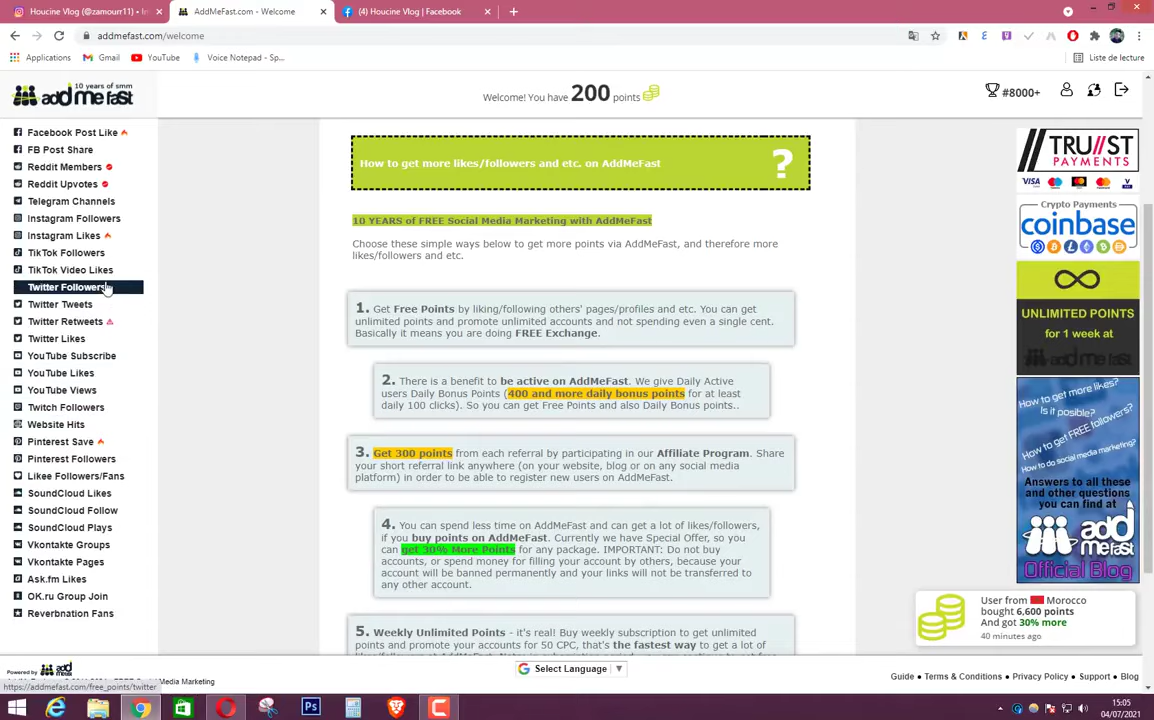 Houcine Vlog (@zamourr11) • In
AddMeFast.com - Welcome
(4) Houcine Vlog | Facebook
addmefast.com/welcome
Applications
Gmail
YouTube
Voice Notepad - Sp...
Liste de lecture
10 years of smm
add me fast
Welcome! You have 200 points
#8000+
Facebook Post Like
FB Post Share
Reddit Members
Reddit Upvotes
Telegram Channels
Instagram Followers
Instagram Likes
TikTok Followers
TikTok Video Likes
Twitter Followers
Twitter Tweets
Twitter Retweets
Twitter Likes
YouTube Subscribe
YouTube Likes
YouTube Views
Twitch Followers
Website Hits
Pinterest Save
Pinterest Followers
Likee Followers/Fans
SoundCloud Likes
SoundCloud Follow
SoundCloud Plays
Vkontakte Groups
Vkontakte Pages
Ask.fm Likes
OK.ru Group Join
Reverbnation Fans
How to get more likes/followers and etc. on AddMeFast
?
10 YEARS of FREE Social Media Marketing with AddMeFast
Choose these simple ways below to get more points via AddMeFast, and therefore more
likes/followers and etc.
1. Get Free Points by liking/following others' pages/profiles and etc. You can get
unlimited points and promote unlimited accounts and not spending even a single cent.
Basically it means you are doing FREE Exchange.
2. There is a benefit to be active on AddMeFast. We give Daily Active
users Daily Bonus Points (400 and more daily bonus points for at least
daily 100 clicks). So you can get Free Points and also Daily Bonus points..
3. Get 300 points from each referral by participating in our Affiliate Program. Share
your short referral link anywhere (on your website, blog or on any social media
platform) in order to be able to register new users on AddMeFast.
4. You can spend less time on AddMeFast and can get a lot of likes/followers,
if you buy points on AddMeFast. Currently we have Special Offer, so you
can get 30% More Points for any package. IMPORTANT: Do not buy
accounts, or spend money for filling your account by others, because your
account will be banned permanently and your links will not be transferred to
any other account.
5. Weekly Unlimited Points - it's real! Buy weekly subscription to get unlimited
points and promote your accounts for 50 CPC, that's the fastest way to get a lot of
TRU//ST
PAYMENTS
VISA
Crypto Payments
coinbase
UNLIMITED POINTS
for 1 week at
add me fast
How to get more likes?
Is it possible?
How to get FREE followers?
How to do social media marketing?
Answers to all these
and other questions
you can find at
add
mefast
Official Blog
User from Morocco
bought 6,600 points
And got 30% more
40 minutes ago
Select Language
Powered by
add me fast
Social Media Marketing
https://addmefast.com/free_points/twitter
Guide • Terms & Conditions • Privacy Policy • Support • Blog
Ps
15:05
04/07/2021